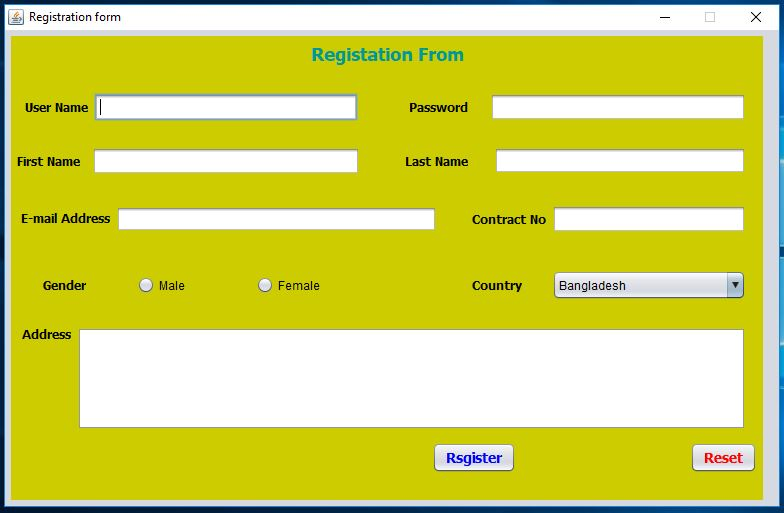 Registration form
Registation From
User Name Password
First Name Last Name
E-mail Address Contract No
Gender Male Female Country Bangladesh
Address
Rsgister Reset